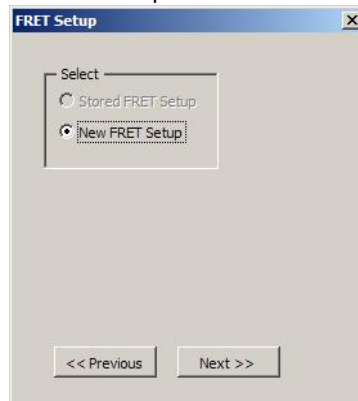 FRET Setup
Select
Stored FRET Setup
New FRET Setup
<< Previous
Next >>